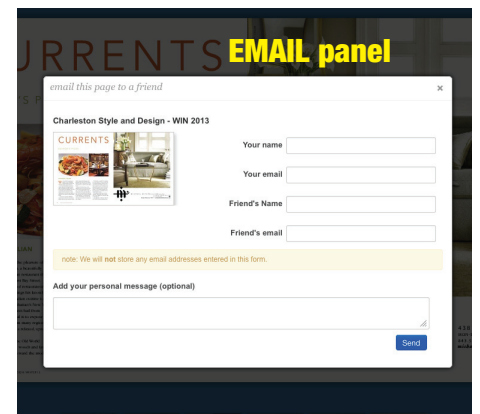 CURRENTS
EMAIL panel
email this page to a friend ×
Charleston Style and Design - WIN 2013
CURRENTS
Your name
Your email
Friend's Name
Friend's email
note: We will not store any email addresses entered in this form.
Add your personal message (optional)
Send